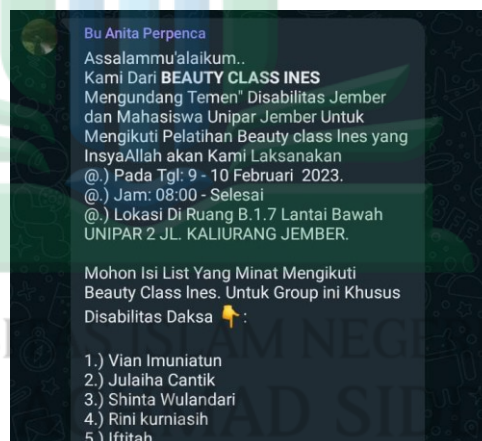 Bu Anita Perpenca
Assalammu'alaikum..
Kami Dari BEAUTY CLASS INES
Mengundang Temen" Disabilitas Jember
dan Mahasiswa Unipar Jember Untuk
Mengikuti Pelatihan Beauty class Ines yang
InsyaAllah akan Kami Laksanakan
@.) Pada Tgl: 9 - 10 Februari 2023.
@.) Jam: 08:00 - Selesai
@.) Lokasi Di Ruang B.1.7 Lantai Bawah
UNIPAR 2 JL. KALIURANG JEMBER.
Mohon Isi List Yang Minat Mengikuti
Beauty Class Ines. Untuk Group ini Khusus
Disabilitas Daksa 👇:
1.) Vian Imuniatun
2.) Julaiha Cantik
3.) Shinta Wulandari
4.) Rini kurniasih
5.) Iftitah